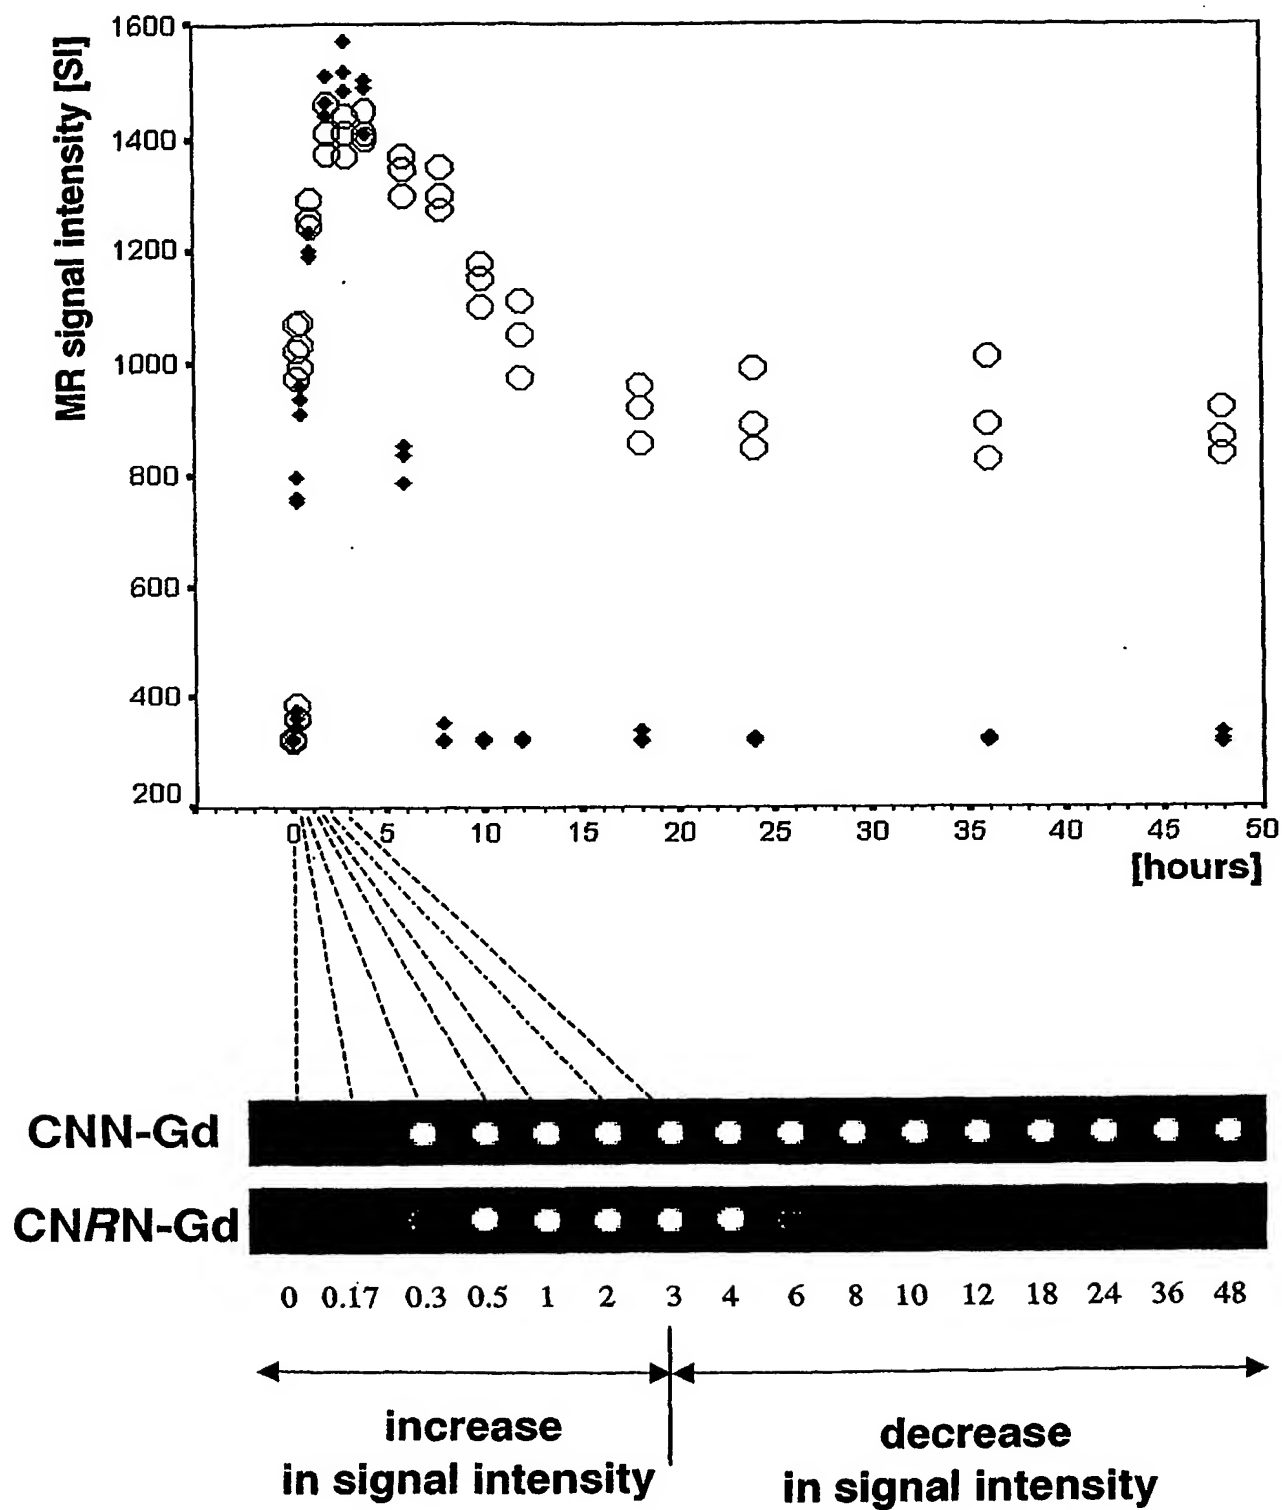 MR signal intensity [SI]
1600
1400
1200
1000
800
600
400
200
0 5 10 15 20 25 30 35 40 45 50
[hours]
CNN-Gd
CNRN-Gd
0 0.17 0.3 0.5 1 2 3 4 6 8 10 12 18 24 36 48
increase
in signal intensity
decrease
in signal intensity